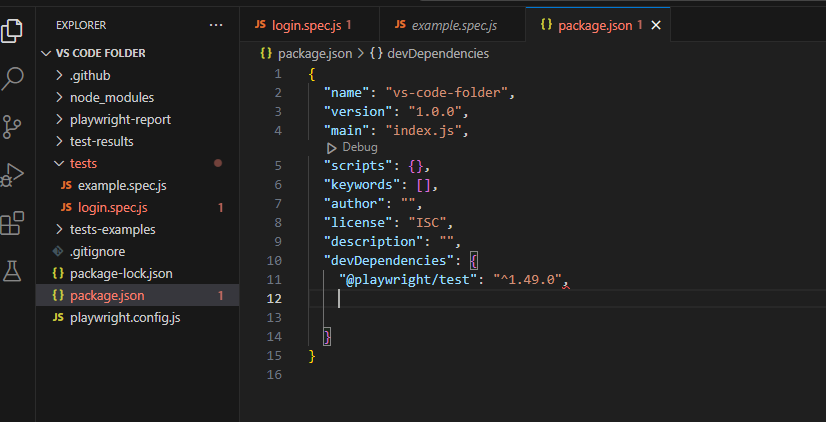 EXPLORER ···
VS CODE FOLDER
.github
node_modules
playwright-report
test-results
tests
JS example.spec.js
JS login.spec.js 1
tests-examples
.gitignore
{} package-lock.json
{} package.json 1
JS playwright.config.js
JS login.spec.js 1
JS example.spec.js
{} package.json 1 ×
{} package.json > {} devDependencies
1 {
2 "name": "vs-code-folder",
3 "version": "1.0.0",
4 "main": "index.js",
Debug
5 "scripts": {},
6 "keywords": [],
7 "author": "",
8 "license": "ISC",
9 "description": "",
10 "devDependencies": {
11 "@playwright/test": "^1.49.0",
12
13
14 }
15 }
16